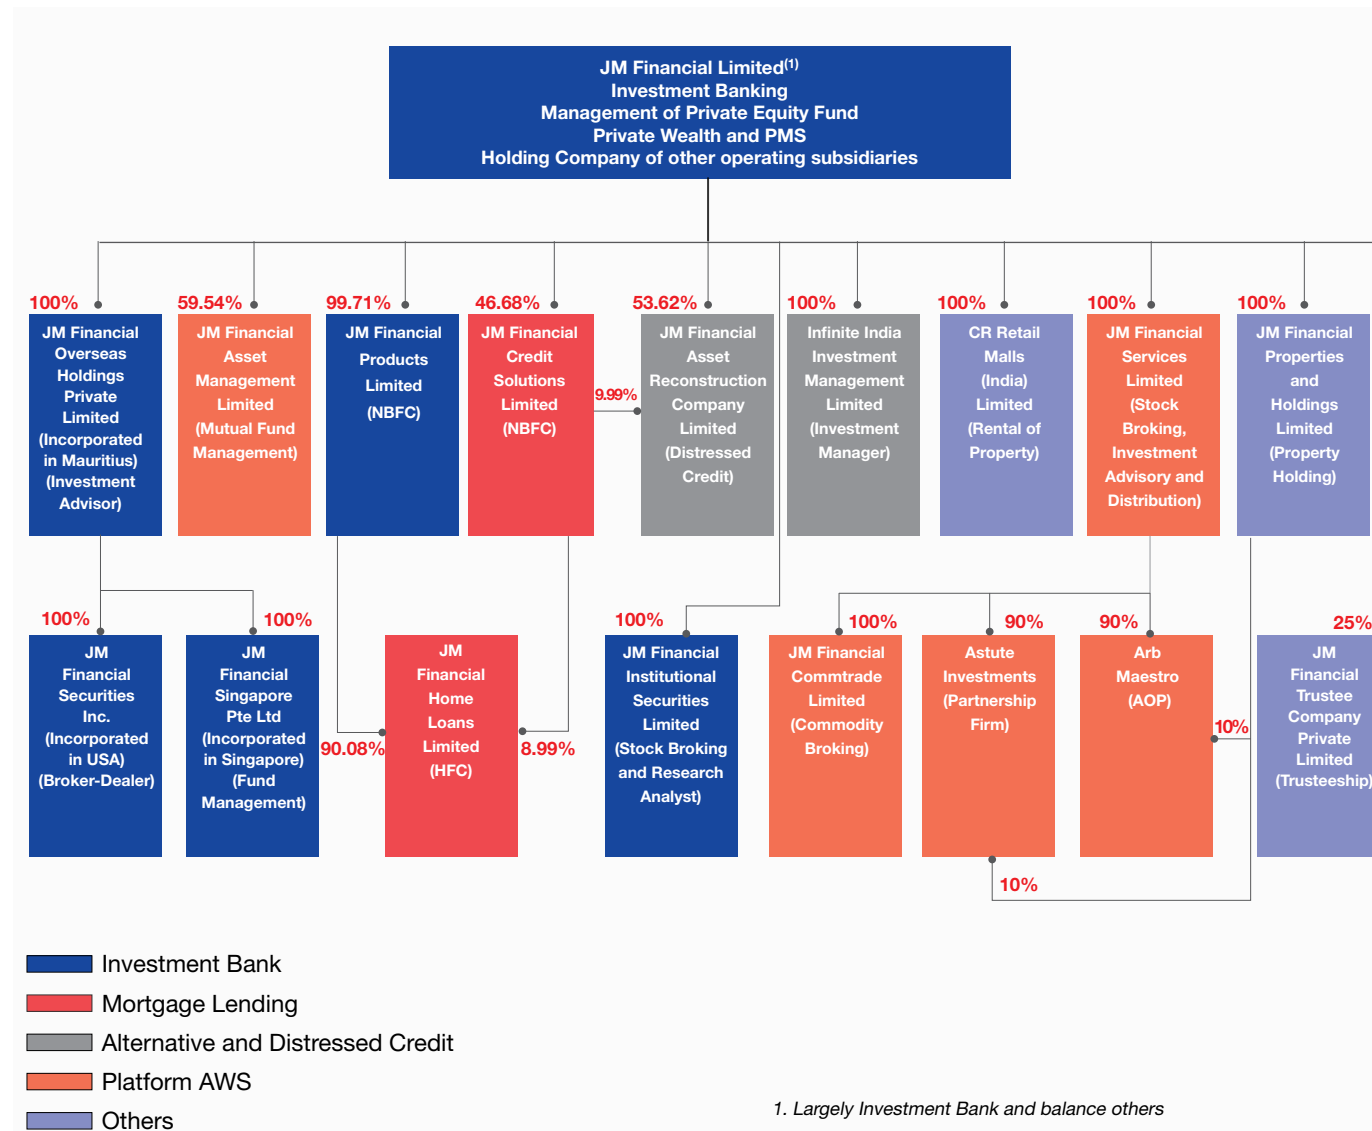 JM Financial Limited(1)
Investment Banking
Management of Private Equity Fund
Private Wealth and PMS
Holding Company of other operating subsidiaries
100%
JM Financial
Overseas
Holdings
Private
Limited
(Incorporated
in Mauritius)
(Investment
Advisor)
59.54%
JM Financial
Asset
Management
Limited
(Mutual Fund
Management)
99.71%
JM Financial
Products
Limited
(NBFC)
46.68%
JM Financial
Credit
Solutions
Limited
(NBFC)
9.99%
53.62%
JM Financial
Asset
Reconstruction
Company
Limited
(Distressed
Credit)
100%
Infinite India
Investment
Management
Limited
(Investment
Manager)
100%
CR Retail
Malls
(India)
Limited
(Rental of
Property)
100%
JM Financial
Services
Limited
(Stock
Broking,
Investment
Advisory and
Distribution)
100%
JM Financial
Properties
and
Holdings
Limited
(Property
Holding)
100%
JM
Financial
Securities
Inc.
(Incorporated
in USA)
(Broker-Dealer)
100%
JM
Financial
Singapore
Pte Ltd
(Incorporated
in Singapore)
(Fund
Management)
90.08%
JM
Financial
Home
Loans
Limited
(HFC)
8.99%
100%
JM Financial
Institutional
Securities
Limited
(Stock Broking
and Research
Analyst)
100%
JM Financial
Commtrade
Limited
(Commodity
Broking)
90%
Astute
Investments
(Partnership
Firm)
10%
90%
Arb
Maestro
(AOP)
10%
25%
JM
Financial
Trustee
Company
Private
Limited
(Trusteeship)
Investment Bank
Mortgage Lending
Alternative and Distressed Credit
Platform AWS
Others
1. Largely Investment Bank and balance others